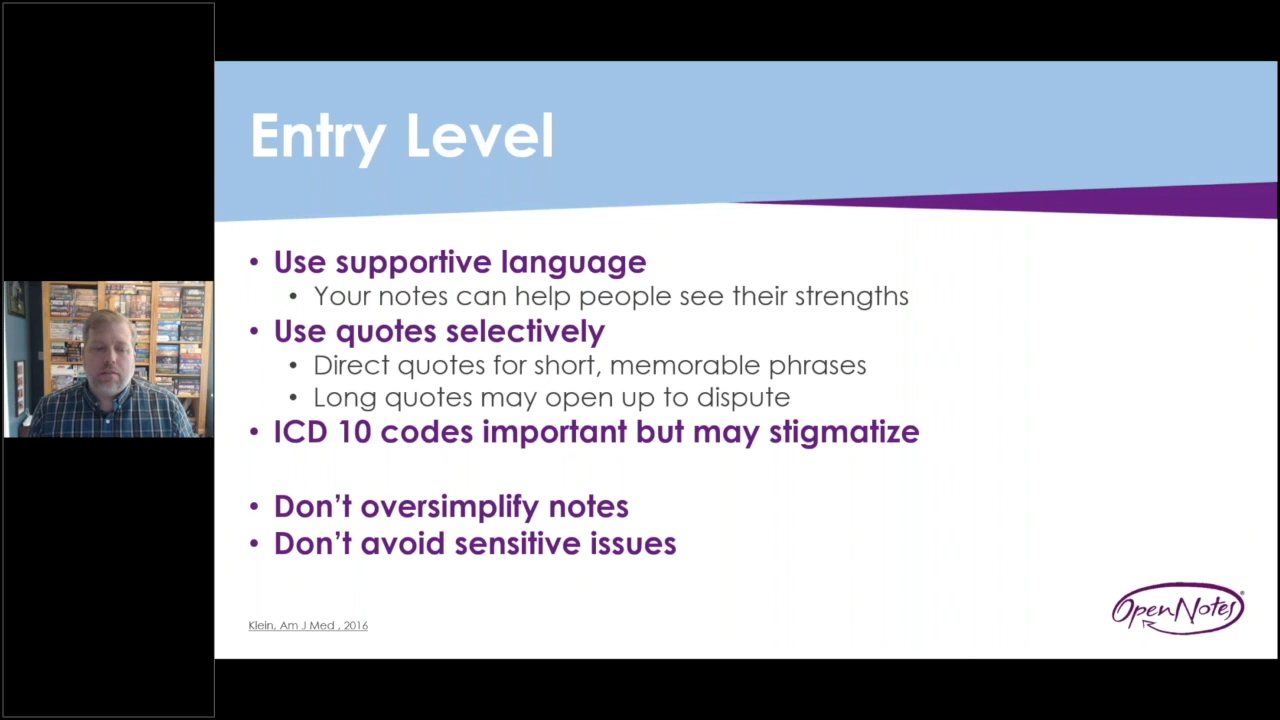 Entry Level
• Use supportive language
• Your notes can help people see their strengths
• Use quotes selectively
• Direct quotes for short, memorable phrases
• Long quotes may open up to dispute
• ICD 10 codes important but may stigmatize
• Don't oversimplify notes
• Don't avoid sensitive issues
Klein, Am J Med , 2016
OpenNotes